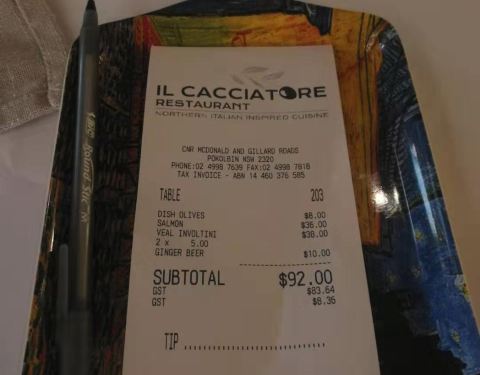 IL CACCIATORE
RESTAURANT
NORTHERN ITALIAN INSPIRED CUISINE
CNR MCDONALD AND GILLARD ROADS
POKOLBIN NSW 2320
PHONE:02 4998 7639 FAX:02 4998 7818
TAX INVOICE - ABN 14 460 376 585
TABLE 203
DISH OLIVES $8.00
SALMON $36.00
VEAL INVOLTINI $38.00
2 x 5.00
GINGER BEER $10.00
SUBTOTAL $92.00
GST $83.64
GST $8.36
TIP